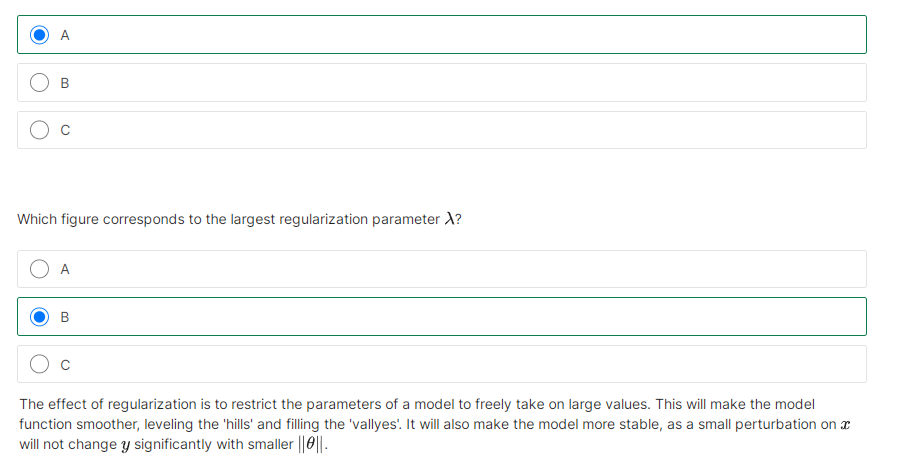 A
B
C
Which figure corresponds to the largest regularization parameter λ?
A
B
C
The effect of regularization is to restrict the parameters of a model to freely take on large values. This will make the model
function smoother, leveling the 'hills' and filling the 'vallyes'. It will also make the model more stable, as a small perturbation on x
will not change y significantly with smaller ||θ||.